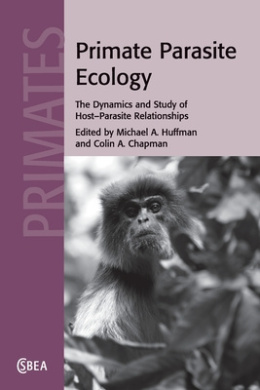 PRIMATES
Primate Parasite
Ecology
The Dynamics and Study of
Host–Parasite Relationships
Edited by Michael A. Huffman
and Colin A. Chapman
CSBEA